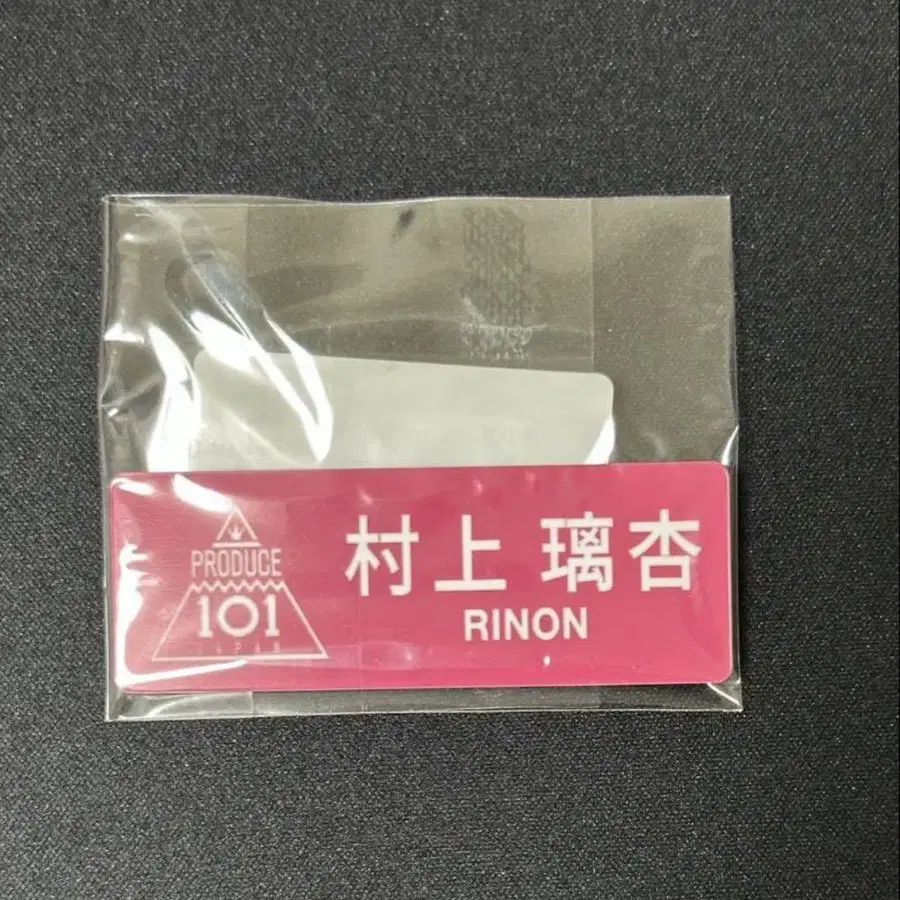 PRODUCE
101
JAPAN
村上 璃杏
RINON